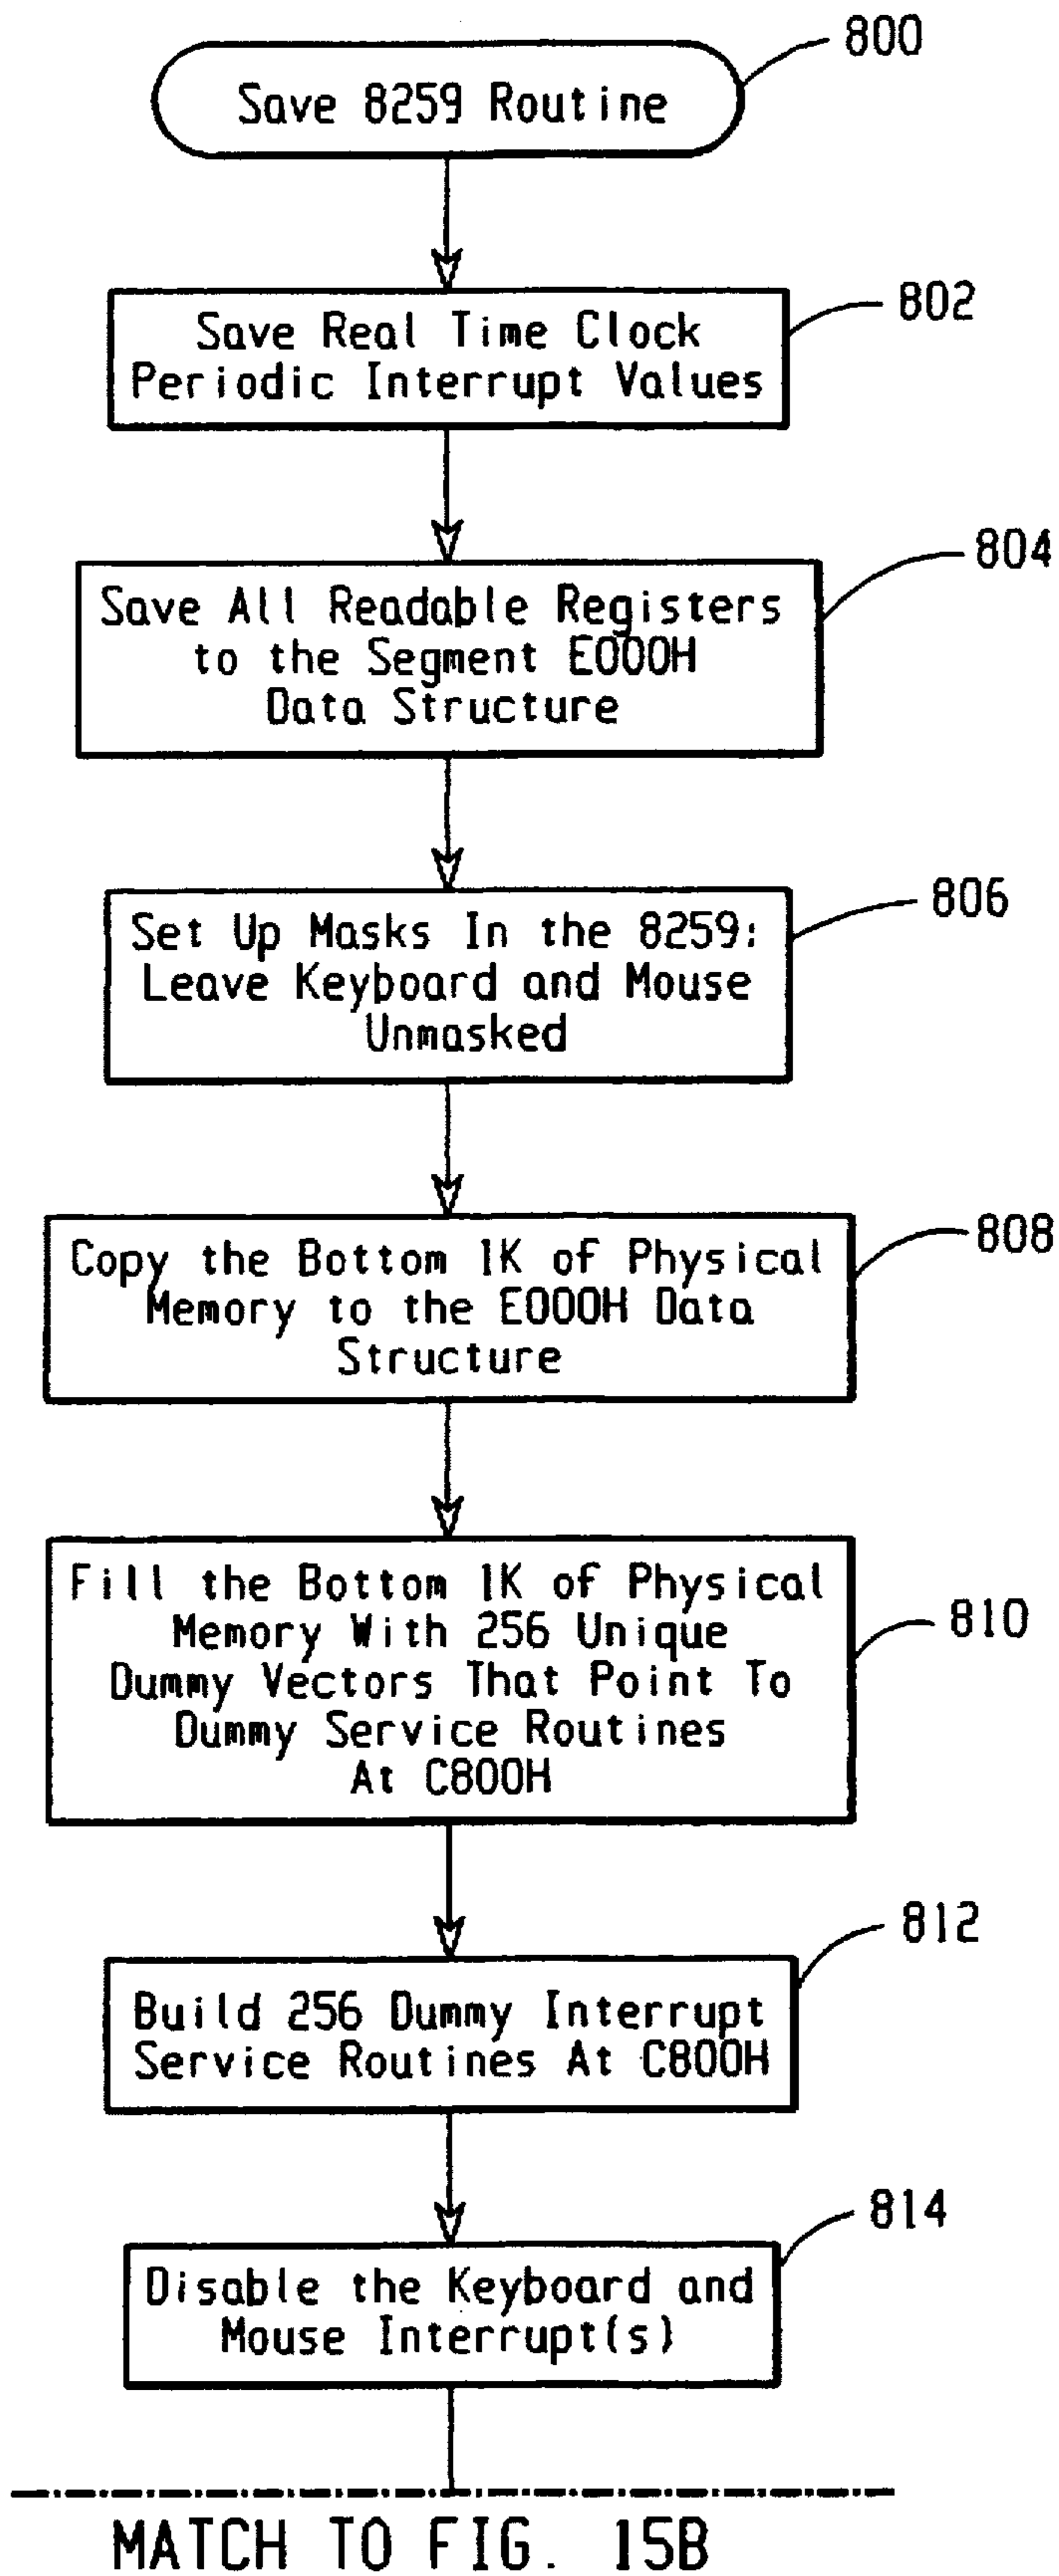 800
Save 8259 Routine
802
Save Real Time Clock
Periodic Interrupt Values
804
Save All Readable Registers
to the Segment E000H
Data Structure
806
Set Up Masks In the 8259:
Leave Keyboard and Mouse
Unmasked
808
Copy the Bottom 1K of Physical
Memory to the E000H Data
Structure
810
Fill the Bottom 1K of Physical
Memory With 256 Unique
Dummy Vectors That Point To
Dummy Service Routines
At C800H
812
Build 256 Dummy Interrupt
Service Routines At C800H
814
Disable the Keyboard and
Mouse Interrupt(s)
MATCH TO FIG. 15B